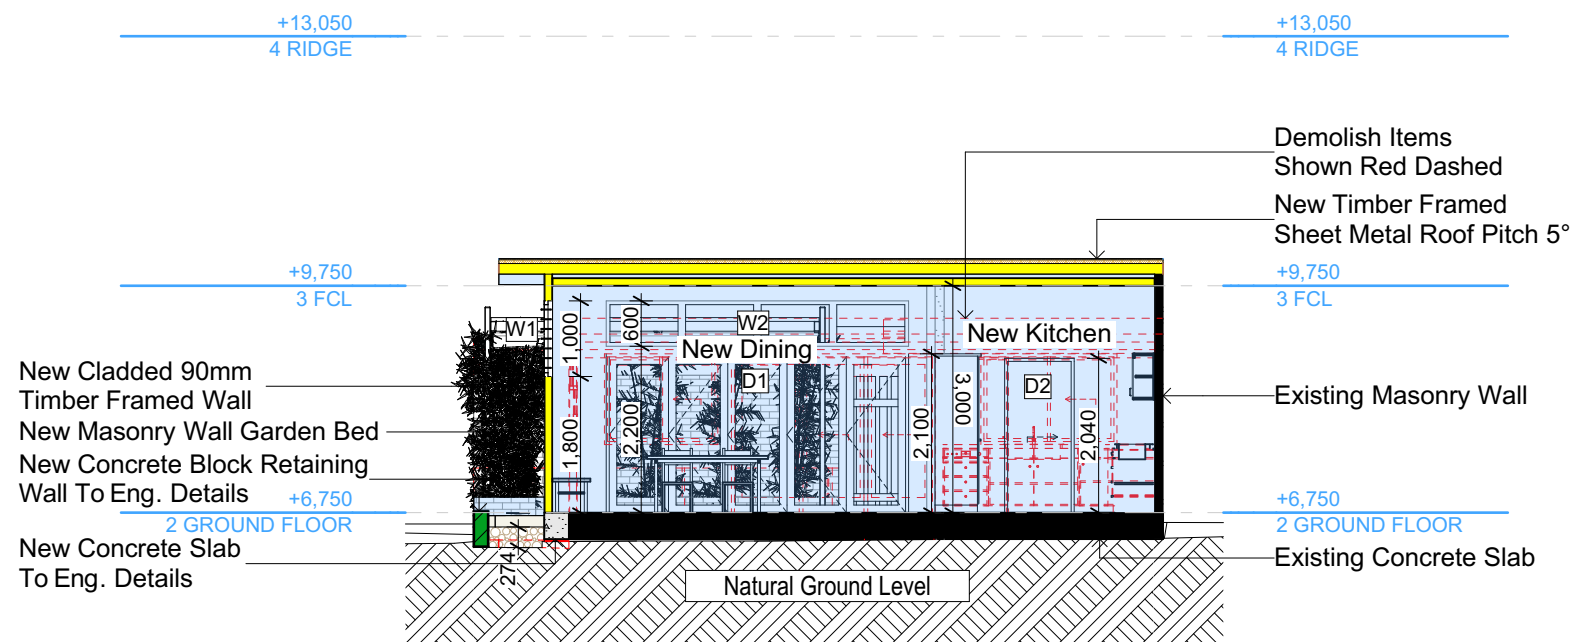 +13,050
4 RIDGE
+13,050
4 RIDGE
Demolish Items
Shown Red Dashed
New Timber Framed
Sheet Metal Roof Pitch 5°
+9,750
3 FCL
+9,750
3 FCL
W1
1,000
600
W2
New Dining
New Kitchen
D1
D2
3,000
New Cladded 90mm
Timber Framed Wall
Existing Masonry Wall
New Masonry Wall Garden Bed
1,800
2,200
2,100
2,040
New Concrete Block Retaining
Wall To Eng. Details
+6,750
2 GROUND FLOOR
+6,750
2 GROUND FLOOR
New Concrete Slab
To Eng. Details
274
Existing Concrete Slab
Natural Ground Level